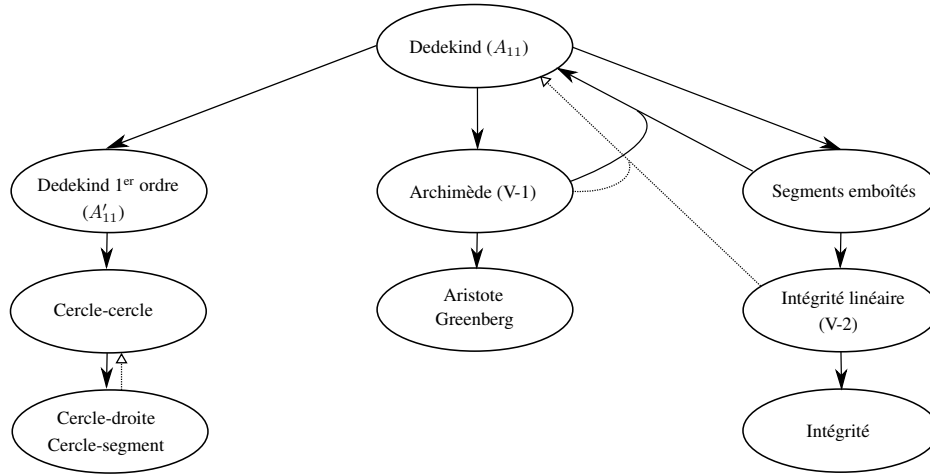 Dedekind (A₁₁)
Dedekind 1er ordre
(A′₁₁)
Archimède (V-1)
Segments emboîtés
Cercle-cercle
Aristote
Greenberg
Intégrité linéaire
(V-2)
Cercle-droite
Cercle-segment
Intégrité